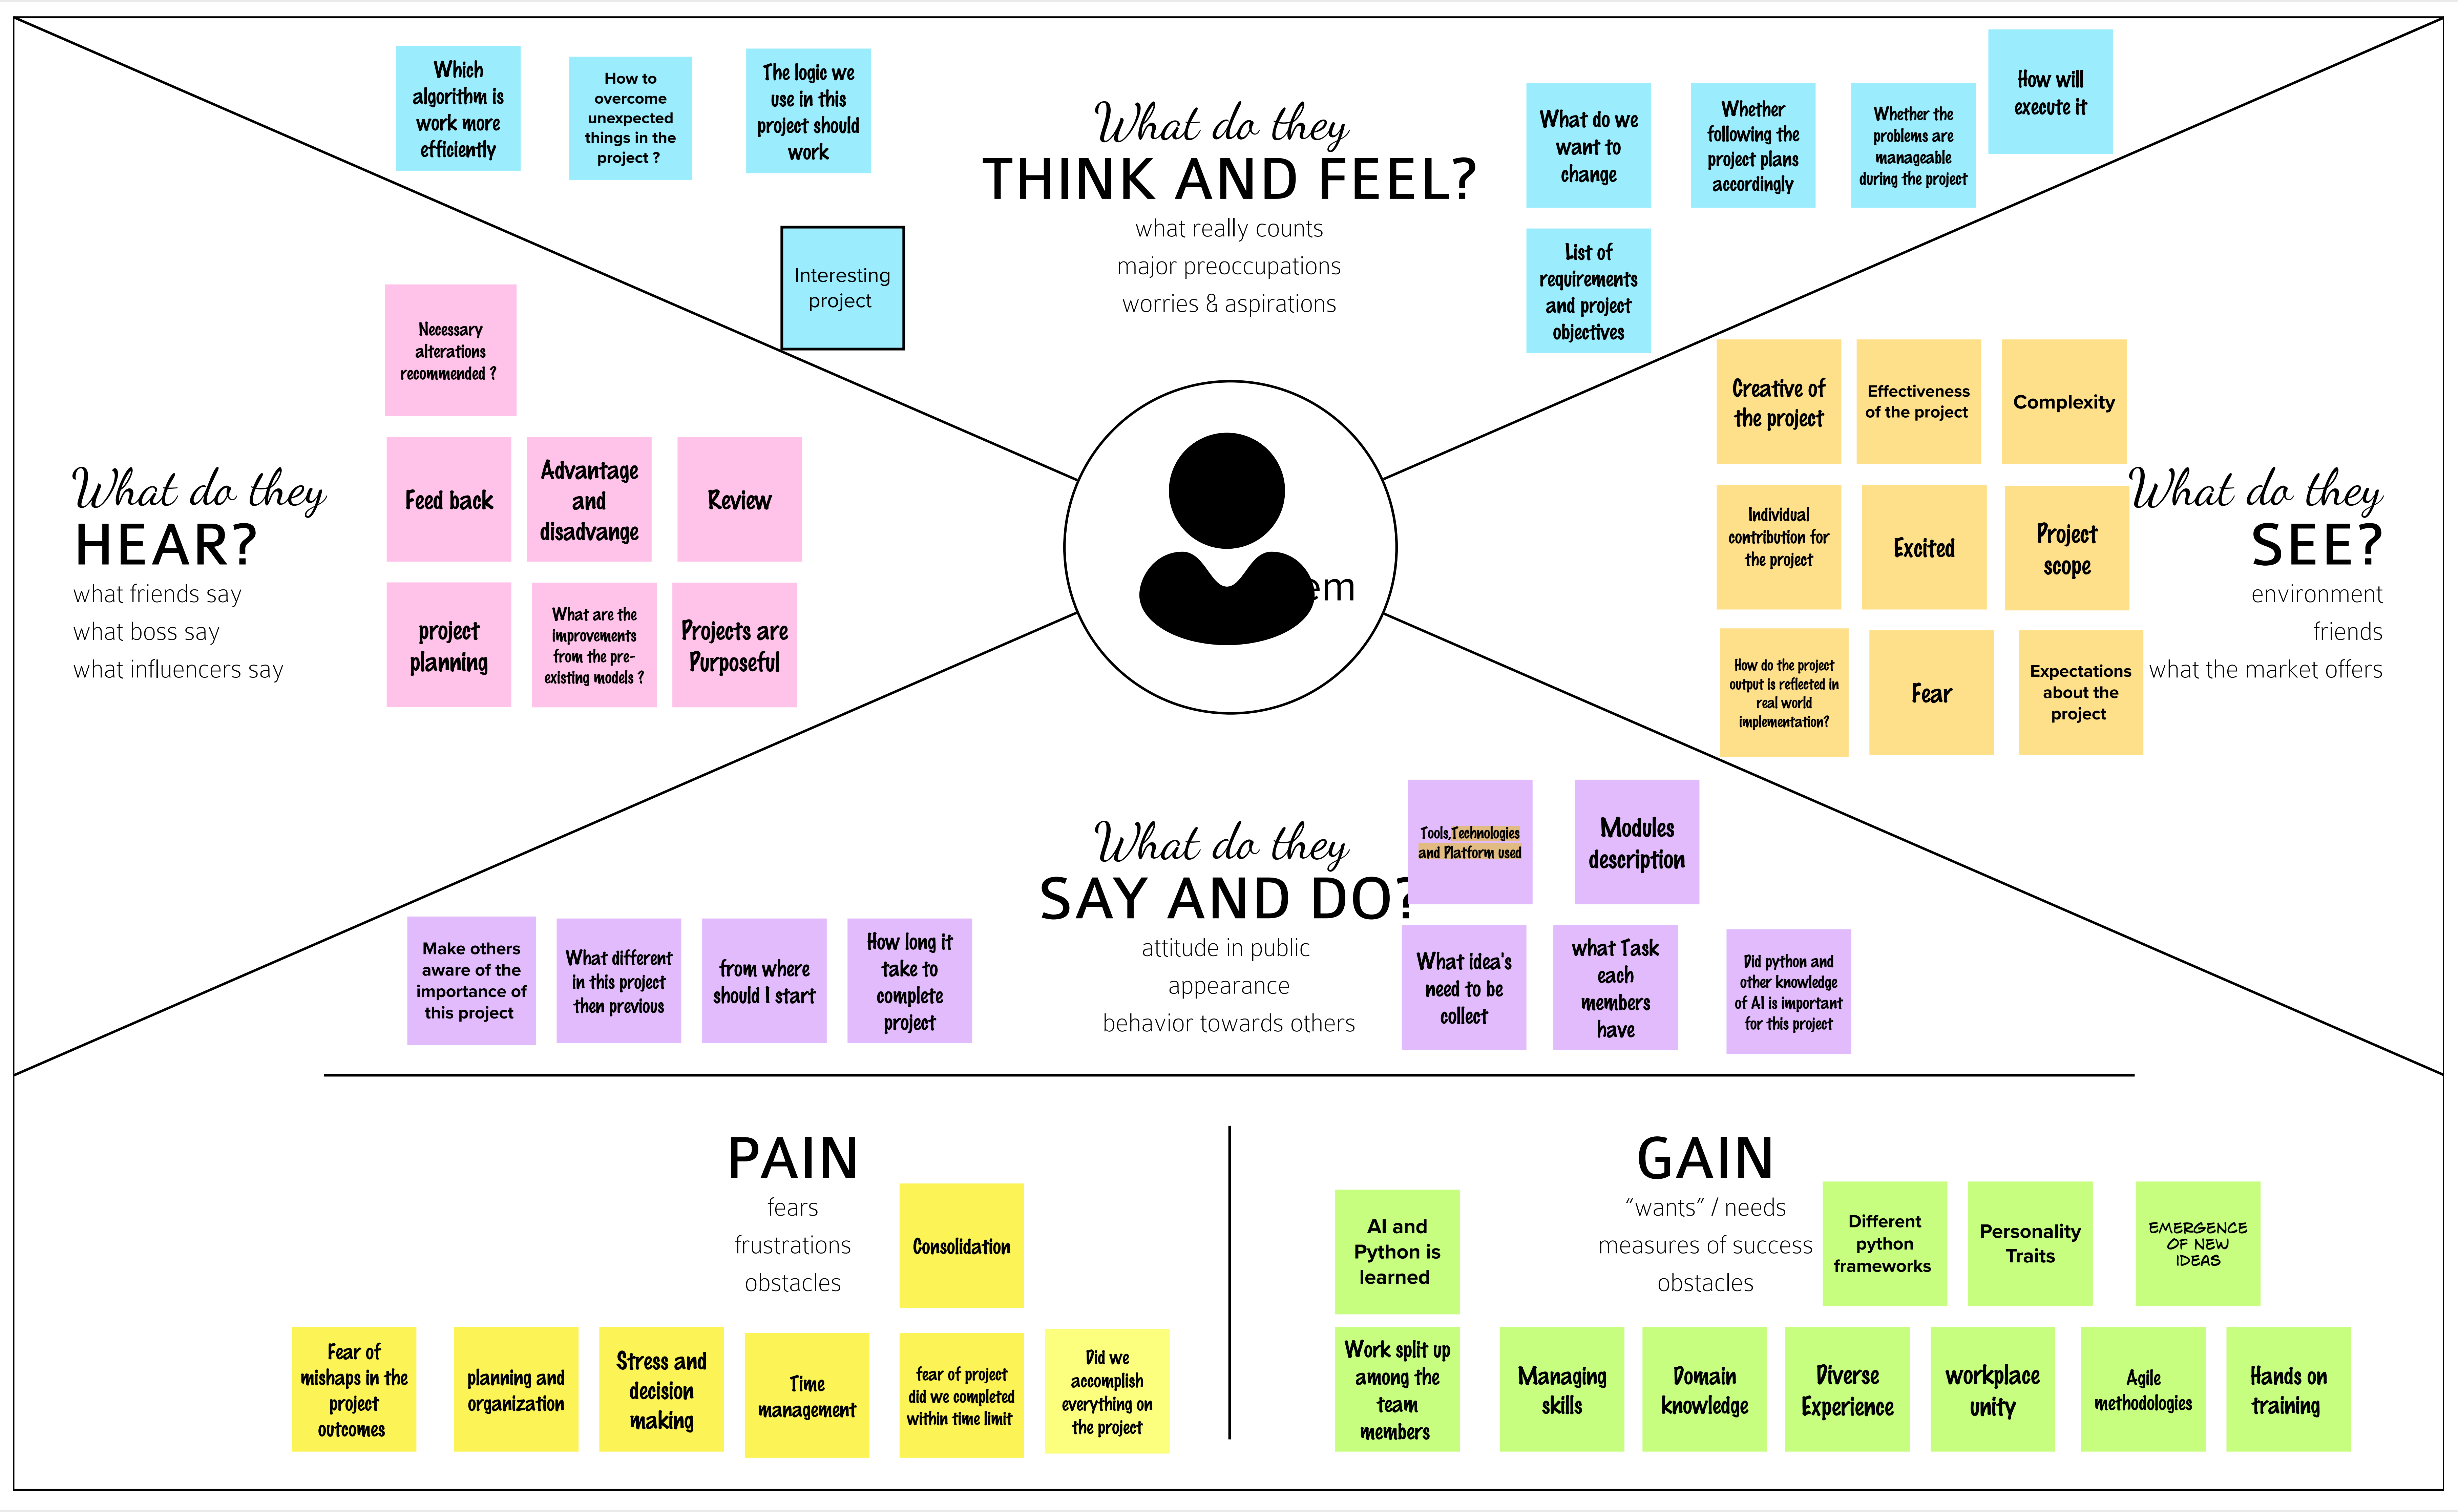 Which
algorithm is
work more
efficiently
How to
overcome
unexpected
things in the
project ?
The logic we
use in this
project should
work
Interesting
project
What do they
THINK AND FEEL?
what really counts
major preoccupations
worries & aspirations
What do we
want to
change
Whether
following the
project plans
accordingly
Whether the
problems are
manageable
during the project
How will
execute it
List of
requirements
and project
objectives
What do they
HEAR?
what friends say
what boss say
what influencers say
Necessary
alterations
recommended ?
Feed back
Advantage
and
disadvange
Review
project
planning
What are the
improvements
from the pre-
existing models ?
Projects are
Purposeful
em
Creative of
the project
Effectiveness
of the project
Complexity
Individual
contribution for
the project
Excited
Project
scope
How do the project
output is reflected in
real world
implementation?
Fear
Expectations
about the
project
What do they
SEE?
environment
friends
what the market offers
What do they
SAY AND DO?
attitude in public
appearance
behavior towards others
Make others
aware of the
importance of
this project
What different
in this project
then previous
from where
should I start
How long it
take to
complete
project
Tools,Technologies
and Platform used
Modules
description
What idea's
need to be
collect
what Task
each
members
have
Did python and
other knowledge
of AI is important
for this project
PAIN
fears
frustrations
obstacles
Consolidation
Fear of
mishaps in the
project
outcomes
planning and
organization
Stress and
decision
making
Time
management
fear of project
did we completed
within time limit
Did we
accomplish
everything on
the project
GAIN
“wants” / needs
measures of success
obstacles
AI and
Python is
learned
Different
python
frameworks
Personality
Traits
EMERGENCE
OF NEW
IDEAS
Work split up
among the
team
members
Managing
skills
Domain
knowledge
Diverse
Experience
workplace
unity
Agile
methodologies
Hands on
training